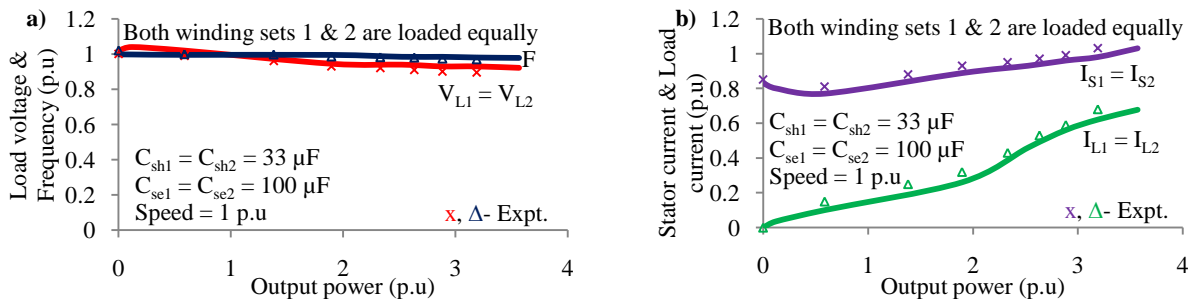 a)
Both winding sets 1 & 2 are loaded equally
Load voltage &
Frequency (p.u)
1.2
1
0.8
0.6
0.4
0.2
0
F
V_L1 = V_L2
C_sh1 = C_sh2 = 33 µF
C_se1 = C_se2 = 100 µF
Speed = 1 p.u
x, Δ- Expt.
0 1 2 3 4
Output power (p.u)
b)
Both winding sets 1 & 2 are loaded equally
Stator current & Load
current (p.u)
1.2
1
0.8
0.6
0.4
0.2
0
I_S1 = I_S2
C_sh1 = C_sh2 = 33 µF
C_se1 = C_se2 = 100 µF
Speed = 1 p.u
I_L1 = I_L2
x, Δ- Expt.
0 1 2 3 4
Output power (p.u)